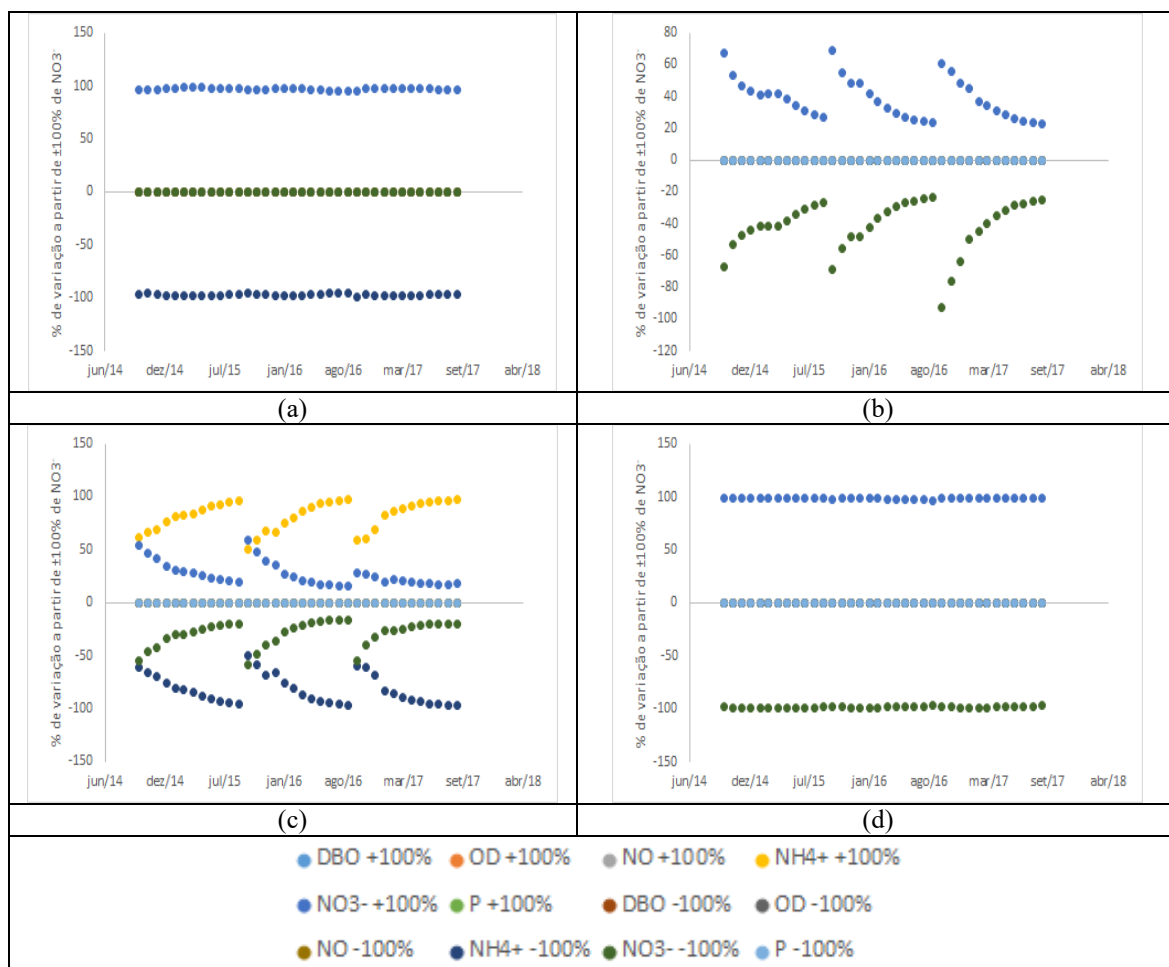 % de variação a partir de ±100% de NO3⁻
150
100
50
0
-50
-100
-150
jun/14 dez/14 jul/15 jan/16 ago/16 mar/17 set/17 abr/18
(a)
% de variação a partir de ±100% de NO3⁻
80
60
40
20
0
-20
-40
-60
-80
-100
-120
jun/14 dez/14 jul/15 jan/16 ago/16 mar/17 set/17 abr/18
(b)
% de variação a partir de ±100% de NO3⁻
150
100
50
0
-50
-100
-150
jun/14 dez/14 jul/15 jan/16 ago/16 mar/17 set/17 abr/18
(c)
% de variação a partir de ±100% de NO3⁻
150
100
50
0
-50
-100
-150
jun/14 dez/14 jul/15 jan/16 ago/16 mar/17 set/17 abr/18
(d)
DBO +100% OD +100% NO +100% NH4+ +100%
NO3- +100% P +100% DBO -100% OD -100%
NO -100% NH4+ -100% NO3- -100% P -100%